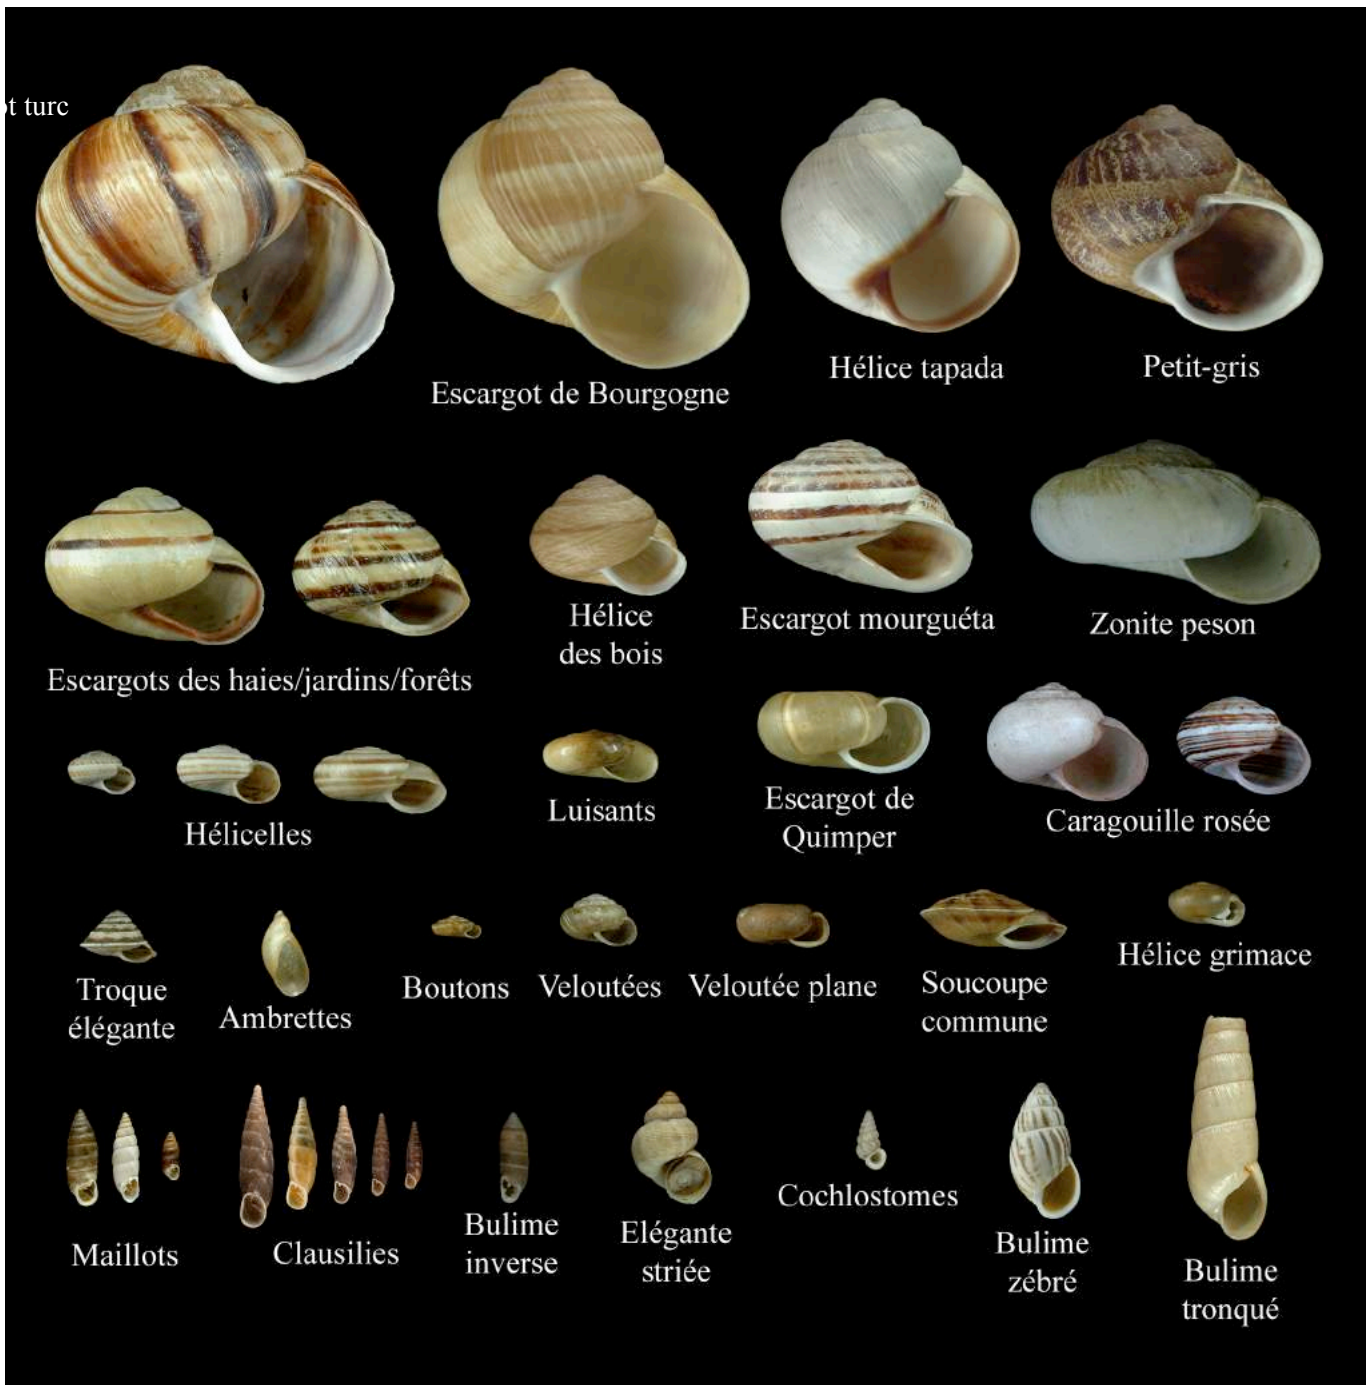 turc
Escargot de Bourgogne
Hélice tapada
Petit-gris
Escargots des haies/jardins/forêts
Hélice
des bois
Escargot mourguéta
Zonite peson
Hélicelles
Luisants
Escargot de
Quimper
Caragouille rosée
Troque
élégante
Ambrettes
Boutons
Veloutées
Veloutée plane
Soucoupe
commune
Hélice grimace
Maillots
Clausilies
Bulime
inverse
Elégante
striée
Cochlostomes
Bulime
zébré
Bulime
tronqué